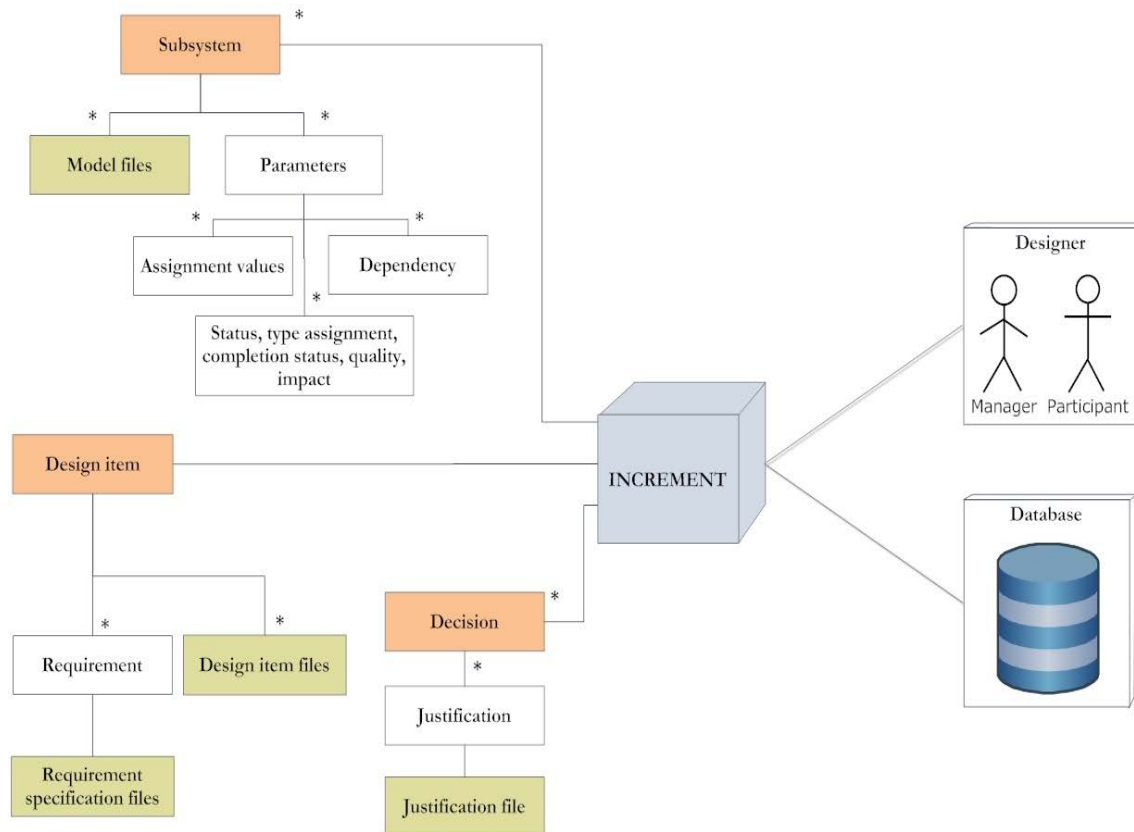 *
Subsystem
*
*
Model files
Parameters
*
*
Assignment values
Dependency
*
Status, type assignment,
completion status, quality,
impact
Designer
Manager
Participant
INCREMENT
Design item
Database
*
*
*
Requirement
Design item files
Decision
*
Justification
Requirement
specification files
Justification file